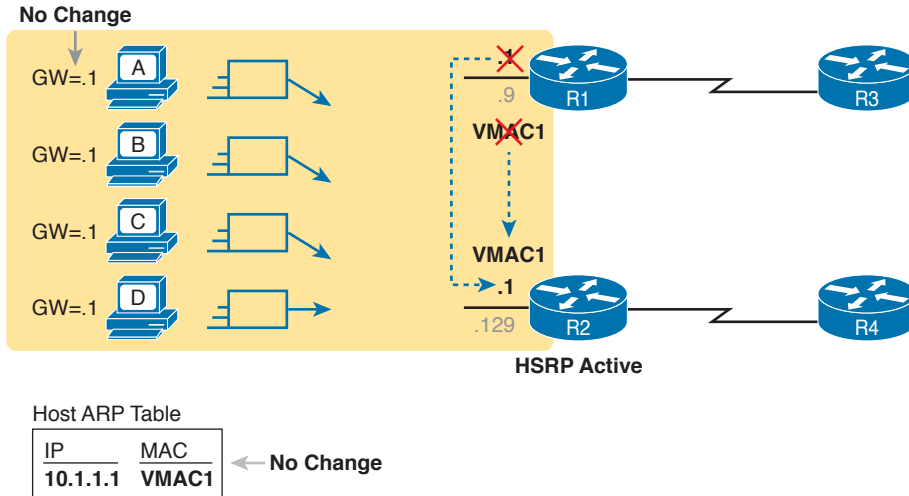 No Change
GW=.1
A
.1
.9
R1
R3
VMAC1
GW=.1
B
GW=.1
C
VMAC1
.1
GW=.1
D
.129
R2
R4
HSRP Active
Host ARP Table
IP MAC
10.1.1.1 VMAC1
No Change